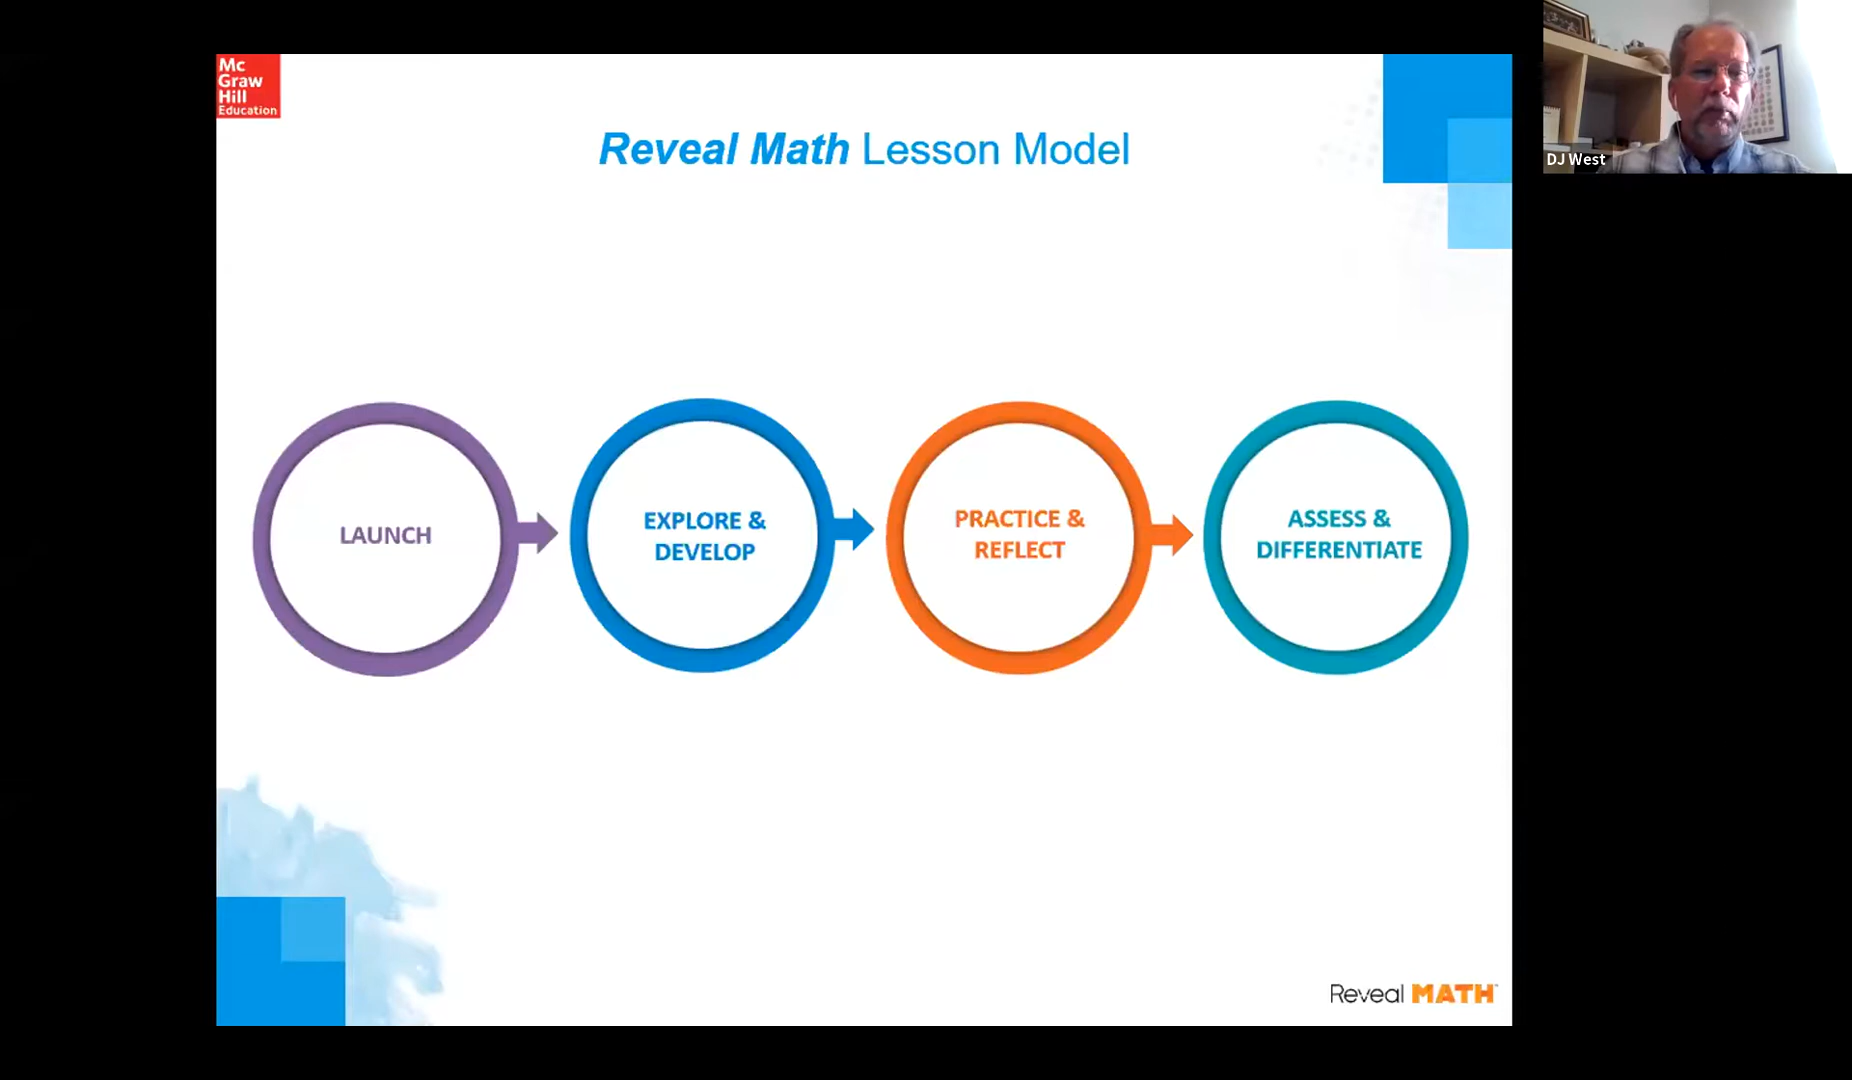 Mc
Graw
Hill
Education
Reveal Math Lesson Model
LAUNCH
EXPLORE &
DEVELOP
PRACTICE &
REFLECT
ASSESS &
DIFFERENTIATE
Reveal MATH
DJ West